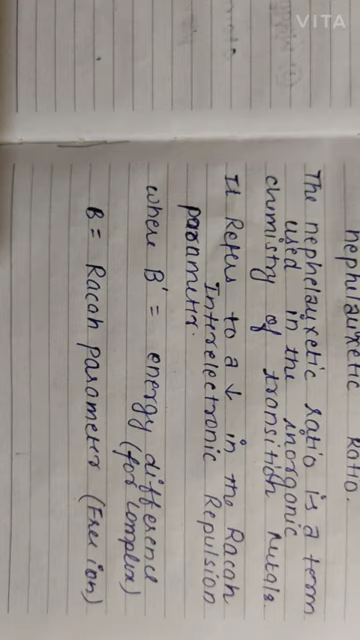 VITA
nephelauxetic Ratio.
The nephelauxetic ratio is a term
used in the inorganic
chemistry of transition Metals
It Refers to a ↓ in the Racah
Interelectronic Repulsion
parameter.
where B' = energy difference
(for complex)
B = Racah parameter (Free ion)